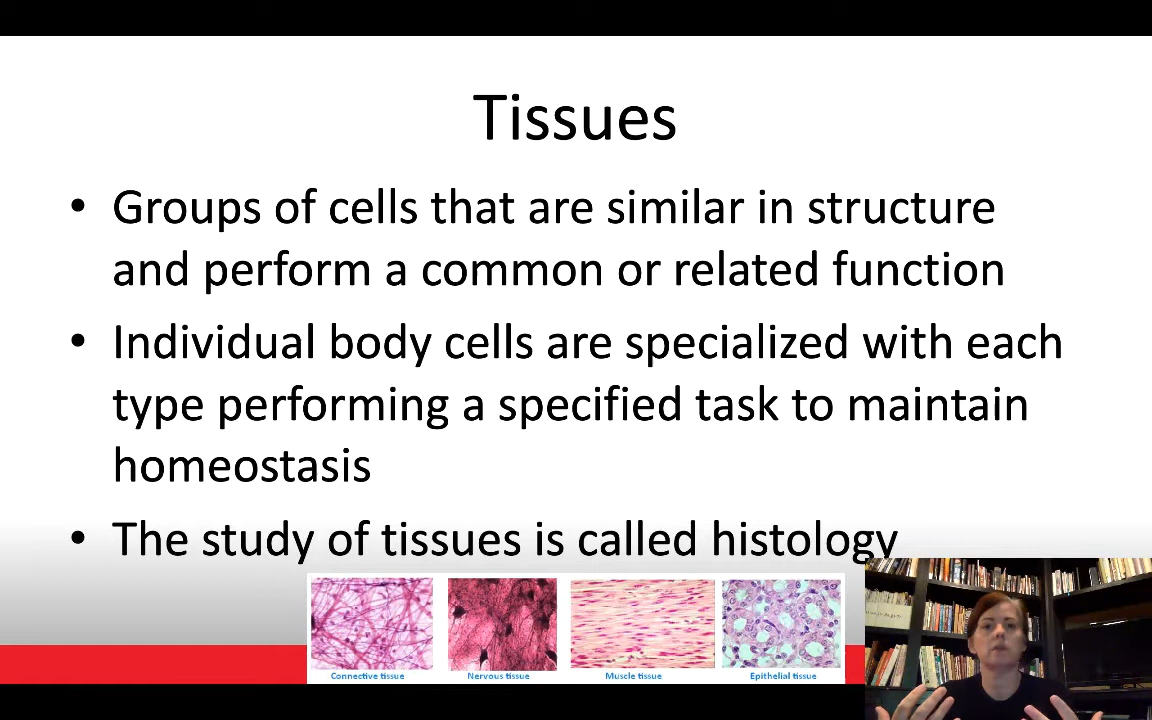 Tissues
• Groups of cells that are similar in structure
and perform a common or related function
• Individual body cells are specialized with each
type performing a specified task to maintain
homeostasis
• The study of tissues is called histology
Connective tissue
Nervous tissue
Muscle tissue
Epithelial tissue